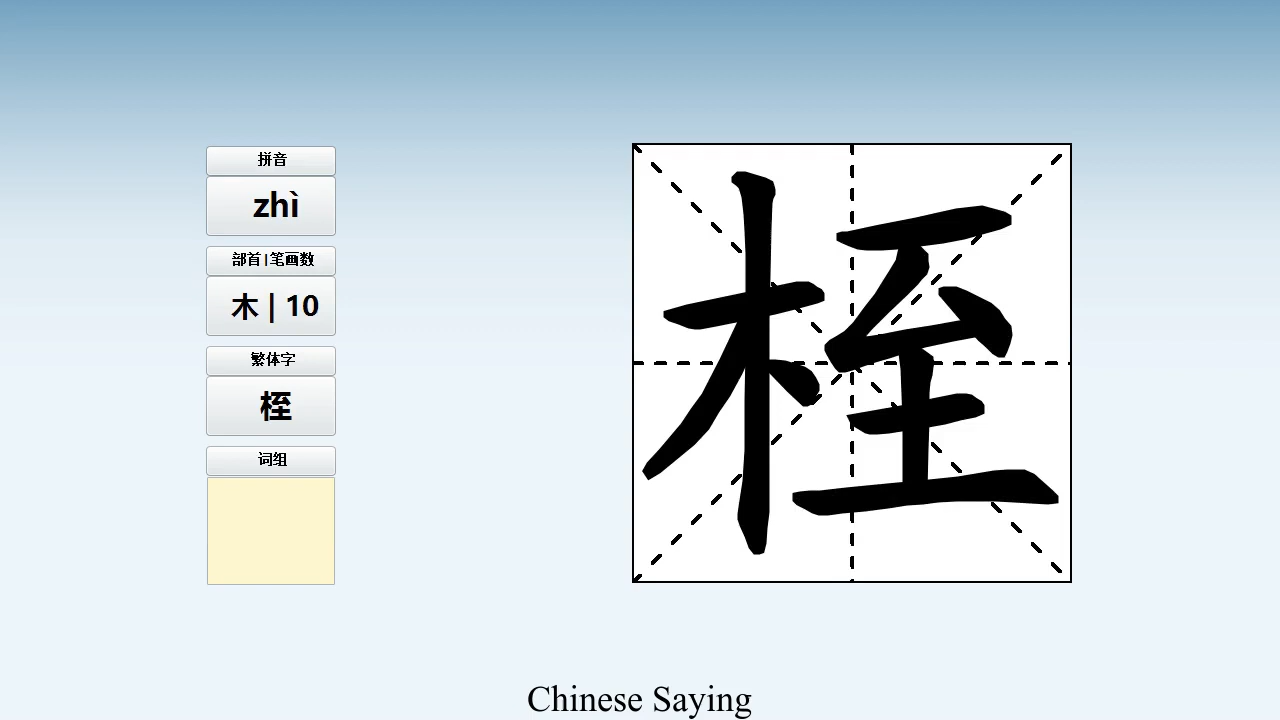 拼音
zhì
部首|笔画数
木 | 10
繁体字
桎
词组
桎
Chinese Saying